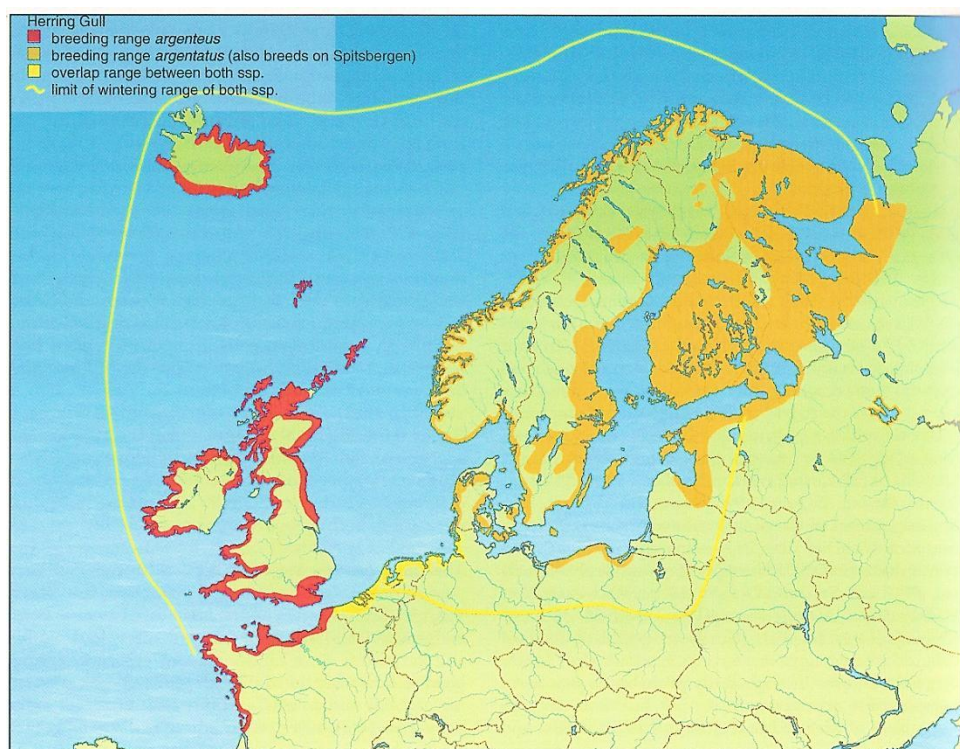 Herring Gull
breeding range argenteus
breeding range argentatus (also breeds on Spitsbergen)
overlap range between both ssp.
limit of wintering range of both ssp.